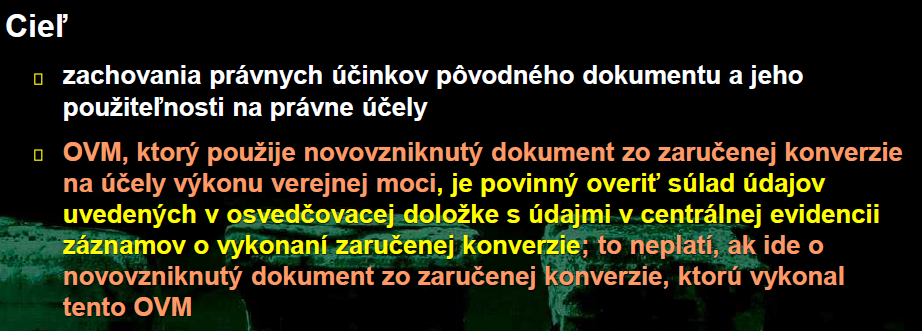 Cieľ
zachovania právnych účinkov pôvodného dokumentu a jeho
použiteľnosti na právne účely
OVM, ktorý použije novovzniknutý dokument zo zaručenej konverzie
na účely výkonu verejnej moci, je povinný overiť súlad údajov
uvedených v osvedčovacej doložke s údajmi v centrálnej evidencii
záznamov o vykonaní zaručenej konverzie; to neplatí, ak ide o
novovzniknutý dokument zo zaručenej konverzie, ktorú vykonal
tento OVM